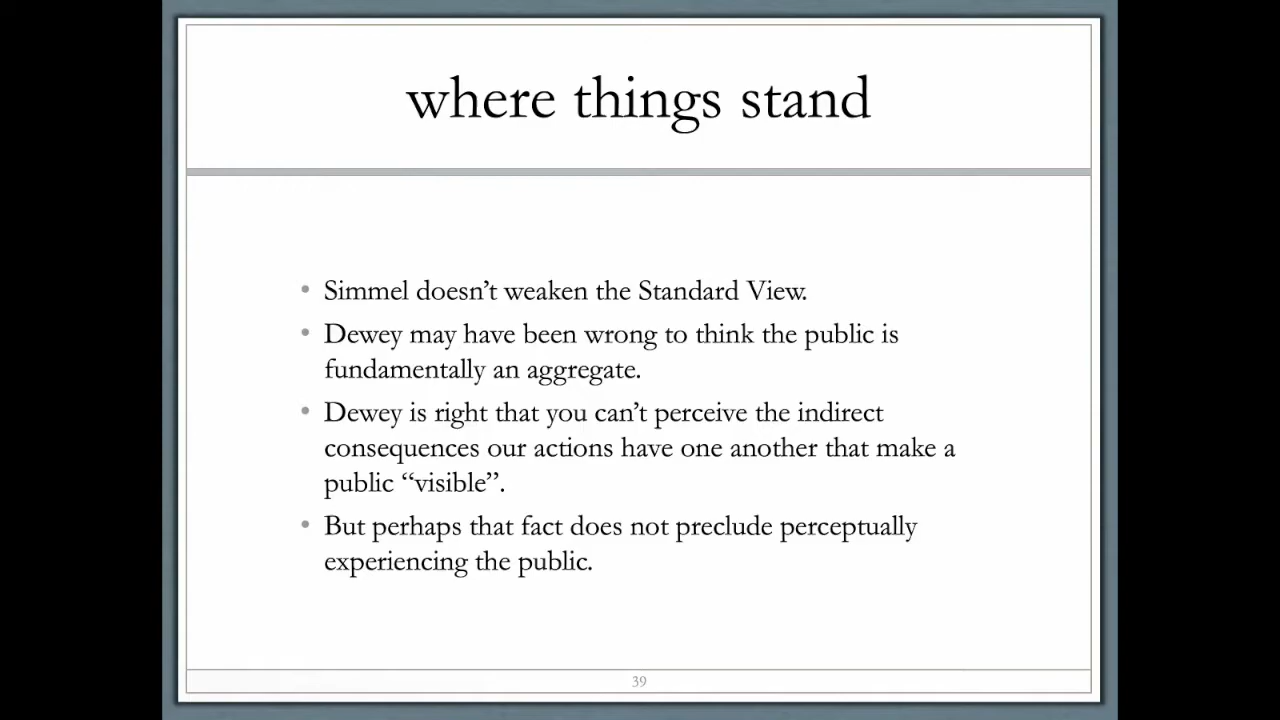 where things stand
• Simmel doesn’t weaken the Standard View.
• Dewey may have been wrong to think the public is
fundamentally an aggregate.
• Dewey is right that you can’t perceive the indirect
consequences our actions have one another that make a
public “visible”.
• But perhaps that fact does not preclude perceptually
experiencing the public.
39